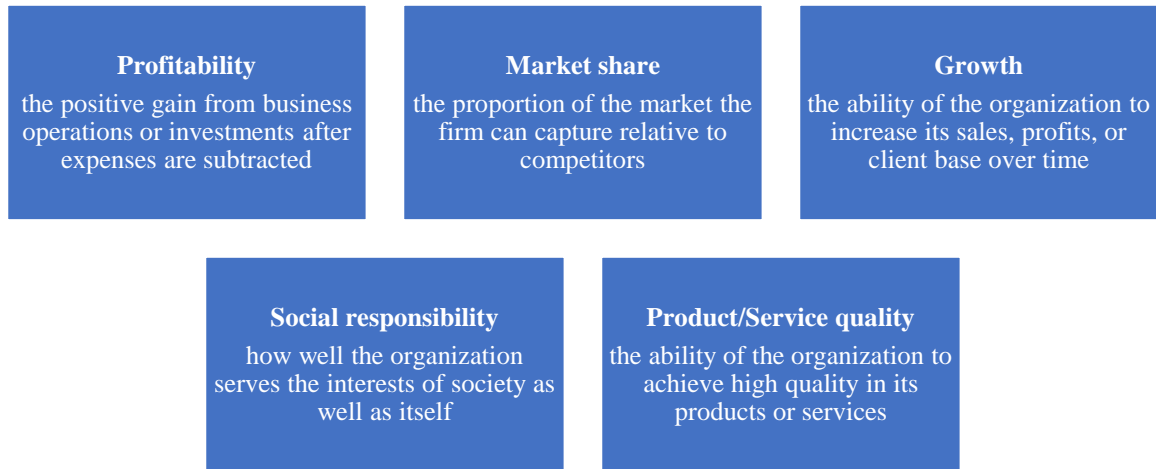 Profitability
the positive gain from business
operations or investments after
expenses are subtracted
Market share
the proportion of the market the
firm can capture relative to
competitors
Growth
the ability of the organization to
increase its sales, profits, or
client base over time
Social responsibility
how well the organization
serves the interests of society as
well as itself
Product/Service quality
the ability of the organization to
achieve high quality in its
products or services